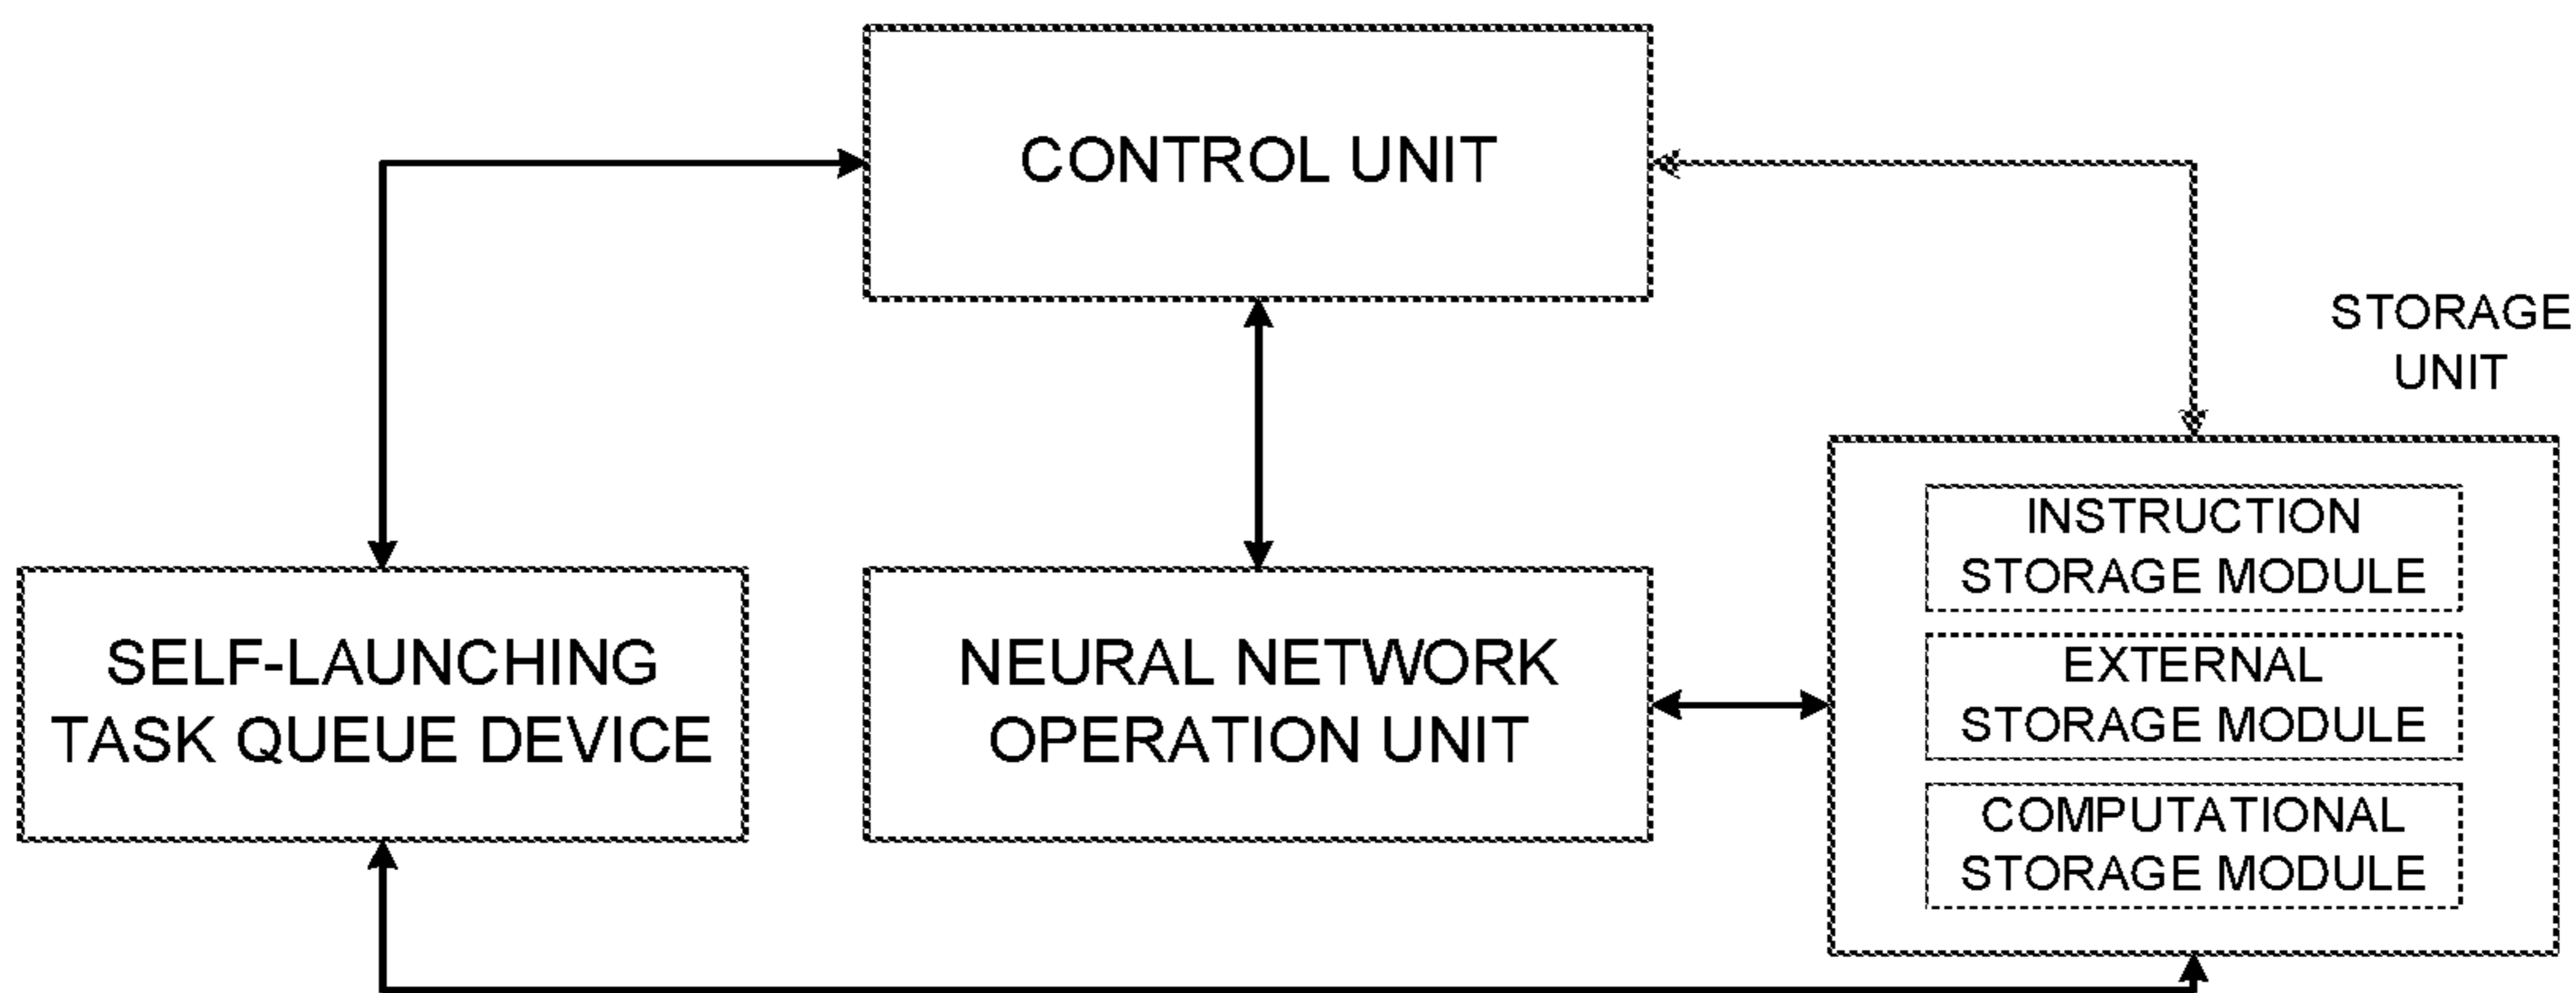 CONTROL UNIT
STORAGE
UNIT
INSTRUCTION
STORAGE MODULE
EXTERNAL
STORAGE MODULE
COMPUTATIONAL
STORAGE MODULE
SELF-LAUNCHING
TASK QUEUE DEVICE
NEURAL NETWORK
OPERATION UNIT